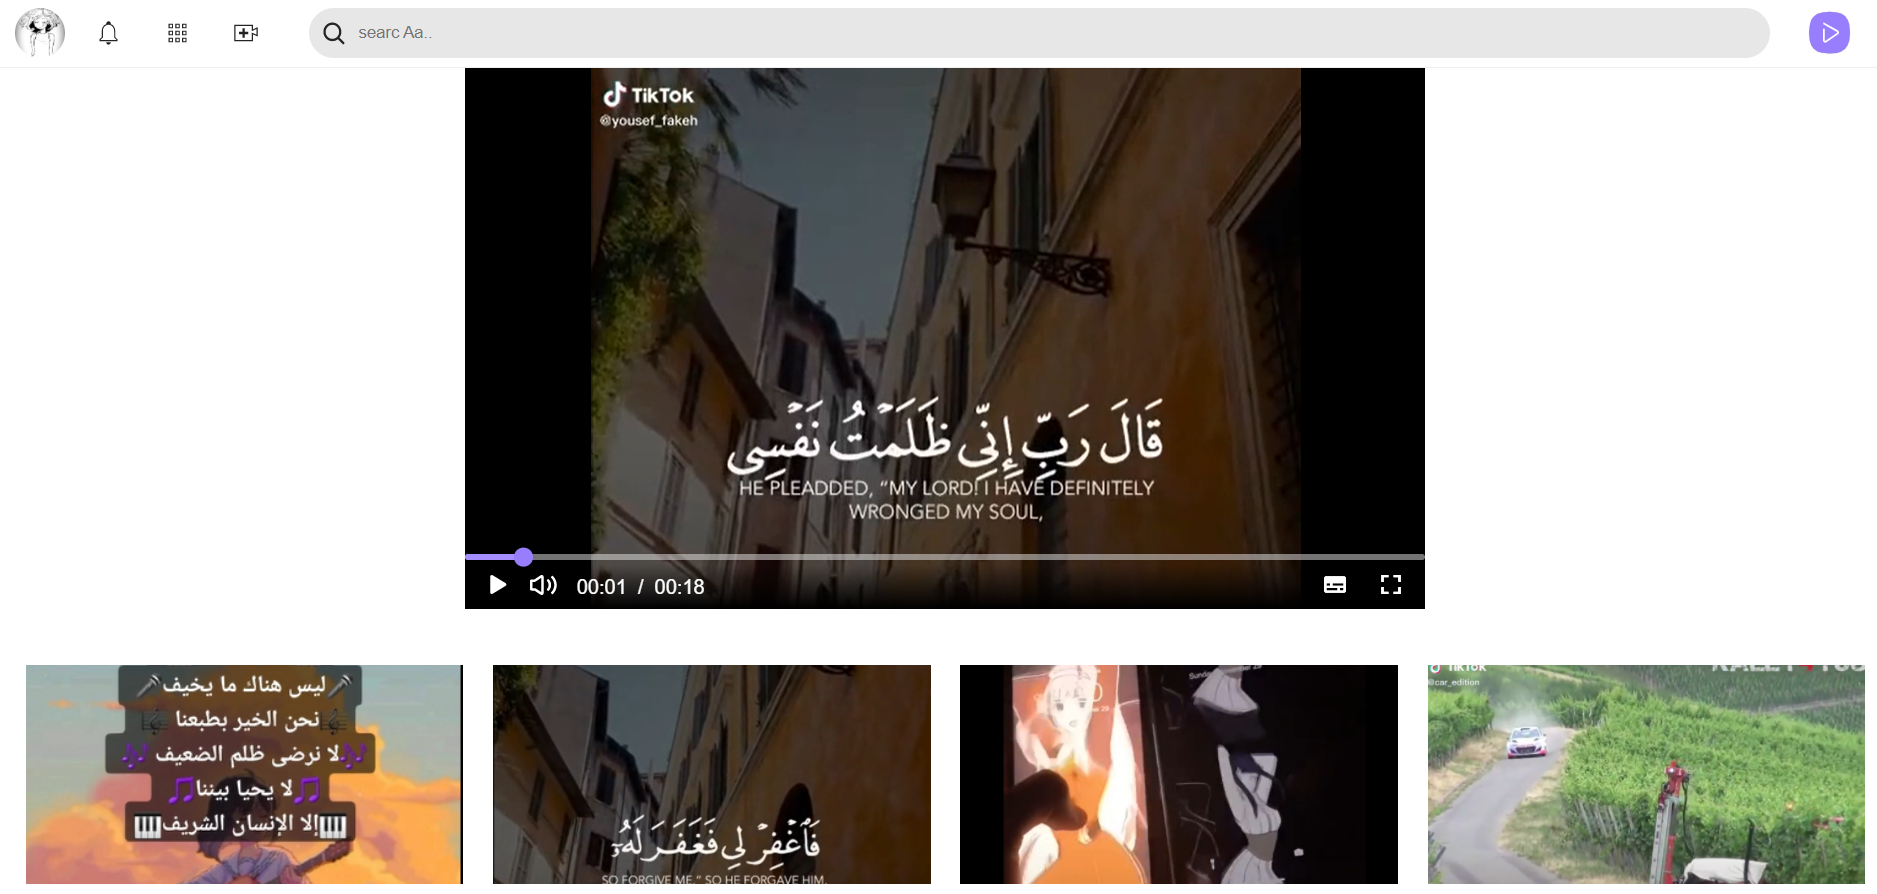 searc Aa..
TikTok
@yousef_fakeh
قَالَ رَبِّ إِنِّي ظَلَمْتُ نَفْسِي
HE PLEADDED, “MY LORD! I HAVE DEFINITELY
WRONGED MY SOUL,
00:01 / 00:18
🎤ليس هناك ما يخيف🎤
🎼نحن الخير بطبعنا🎼
🎶لا نرضى ظلم الضعيف🎶
🎵لا يحيا بيننا🎵
🎹إلا الإنسان الشريف🎹
فَاغْفِرْ لِي فَغَفَرَ لَهُ
SO FORGIVE ME." SO HE FORGAVE HIM.
TikTok
@car_edition